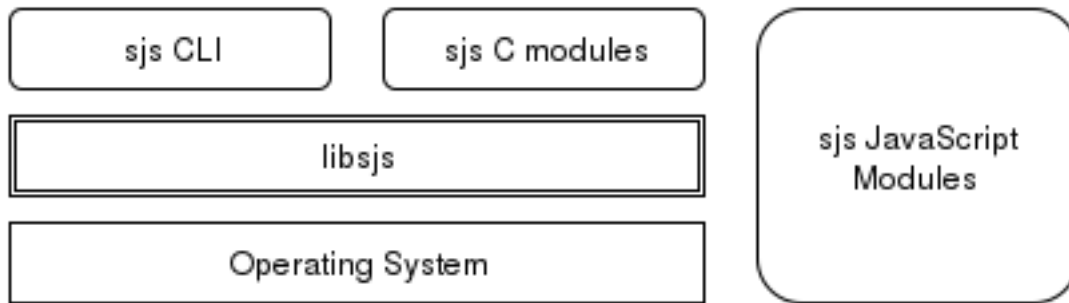 sjs CLI
sjs C modules
libsjs
Operating System
sjs JavaScript
Modules